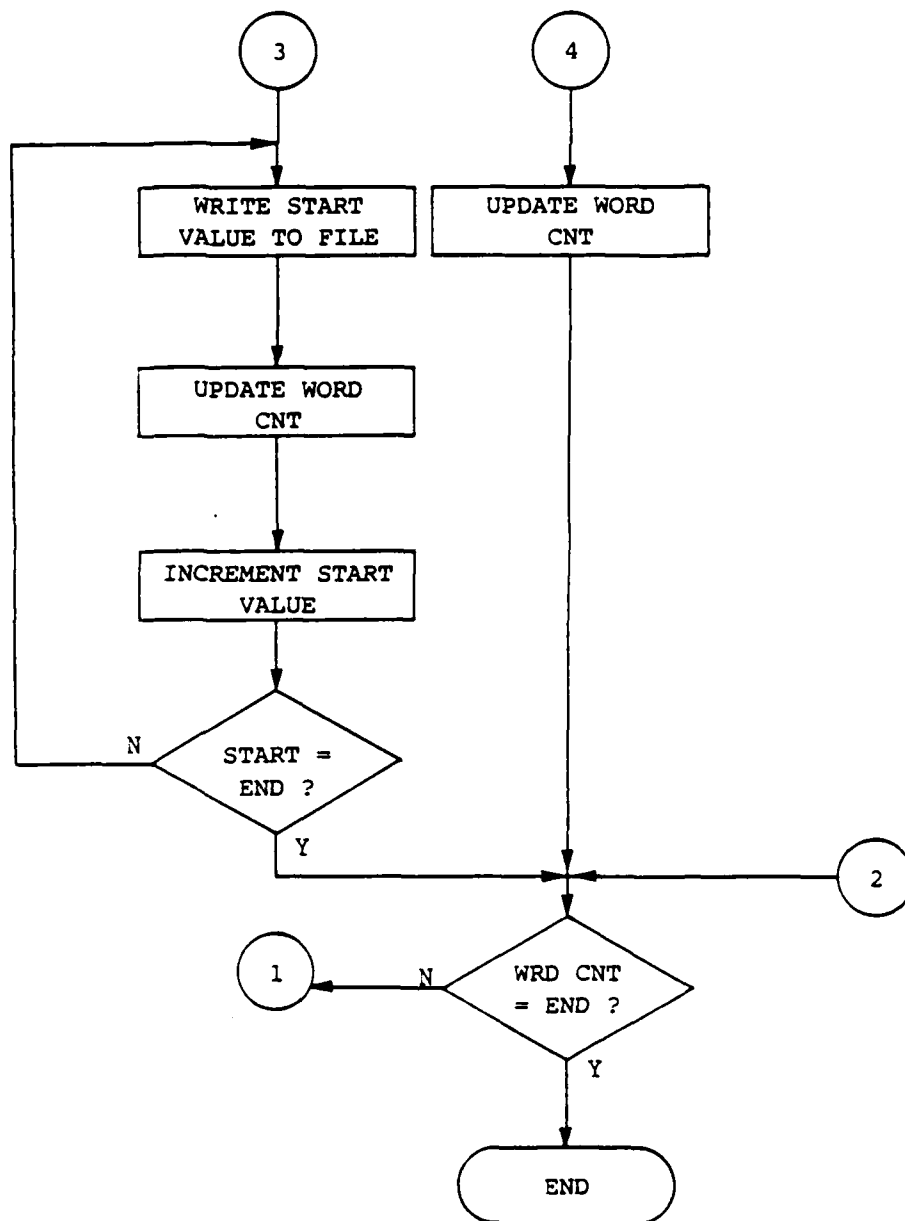 3
4
WRITE START
VALUE TO FILE
UPDATE WORD
CNT
UPDATE WORD
CNT
INCREMENT START
VALUE
N
START =
END ?
Y
2
1
N
WRD CNT
= END ?
Y
END